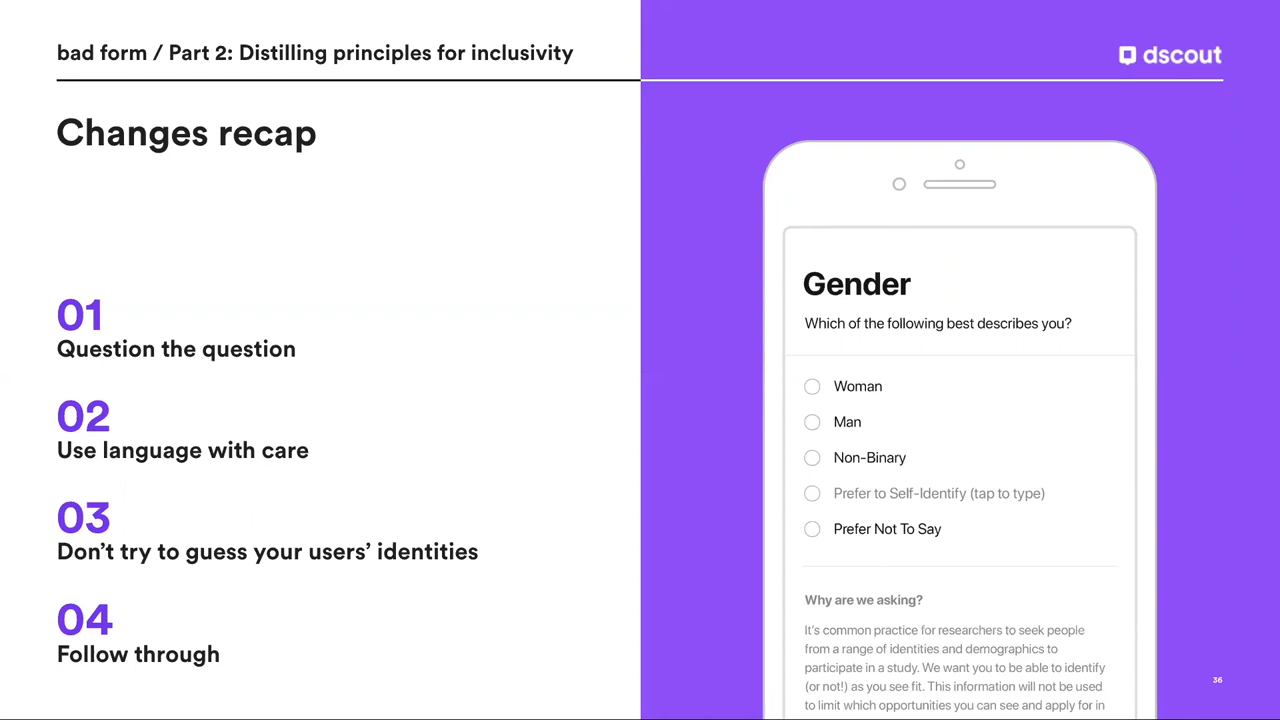 bad form / Part 2: Distilling principles for inclusivity
dscout
Changes recap
01
Question the question
02
Use language with care
03
Don’t try to guess your users’ identities
04
Follow through
Gender
Which of the following best describes you?
Woman
Man
Non-Binary
Prefer to Self-Identify (tap to type)
Prefer Not To Say
Why are we asking?
It’s common practice for researchers to seek people
from a range of identities and demographics to
participate in a study. We want you to be able to identify
(or not!) as you see fit. This information will not be used
to limit which opportunities you can see and apply for in
36